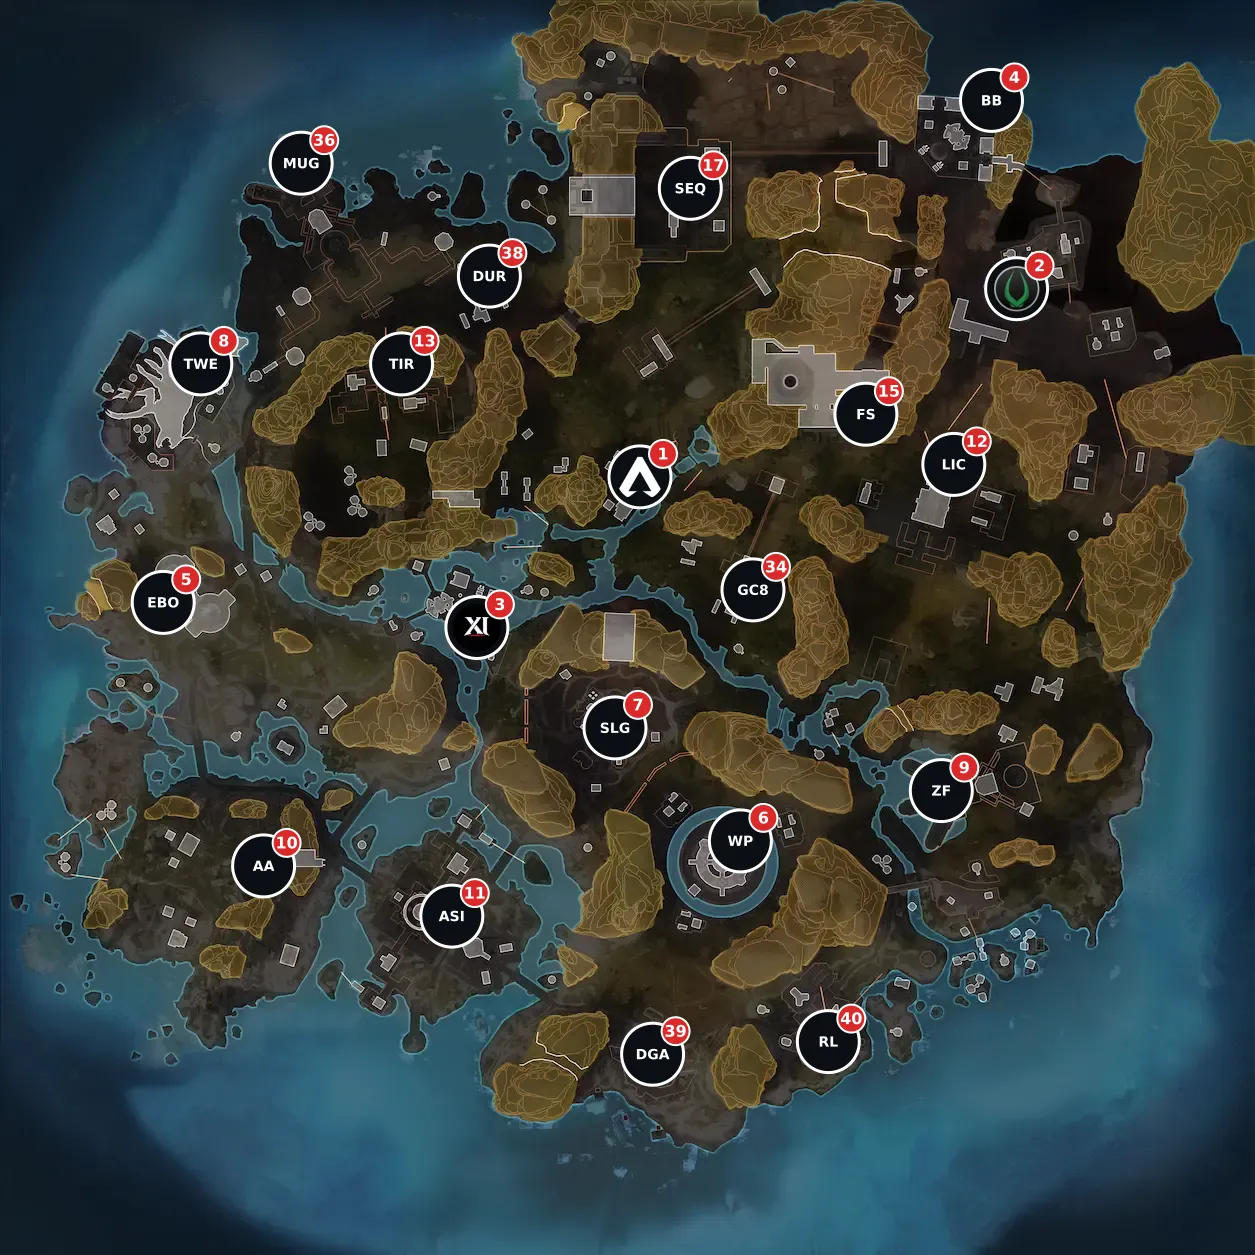 BB 4
MUG 36
SEQ 17
DUR 38
2
TWE 8
TIR 13
FS 15
1
LIC 12
GC8 34
EBO 5
XI 3
SLG 7
ZF 9
WP 6
AA 10
ASI 11
DGA 39
RL 40